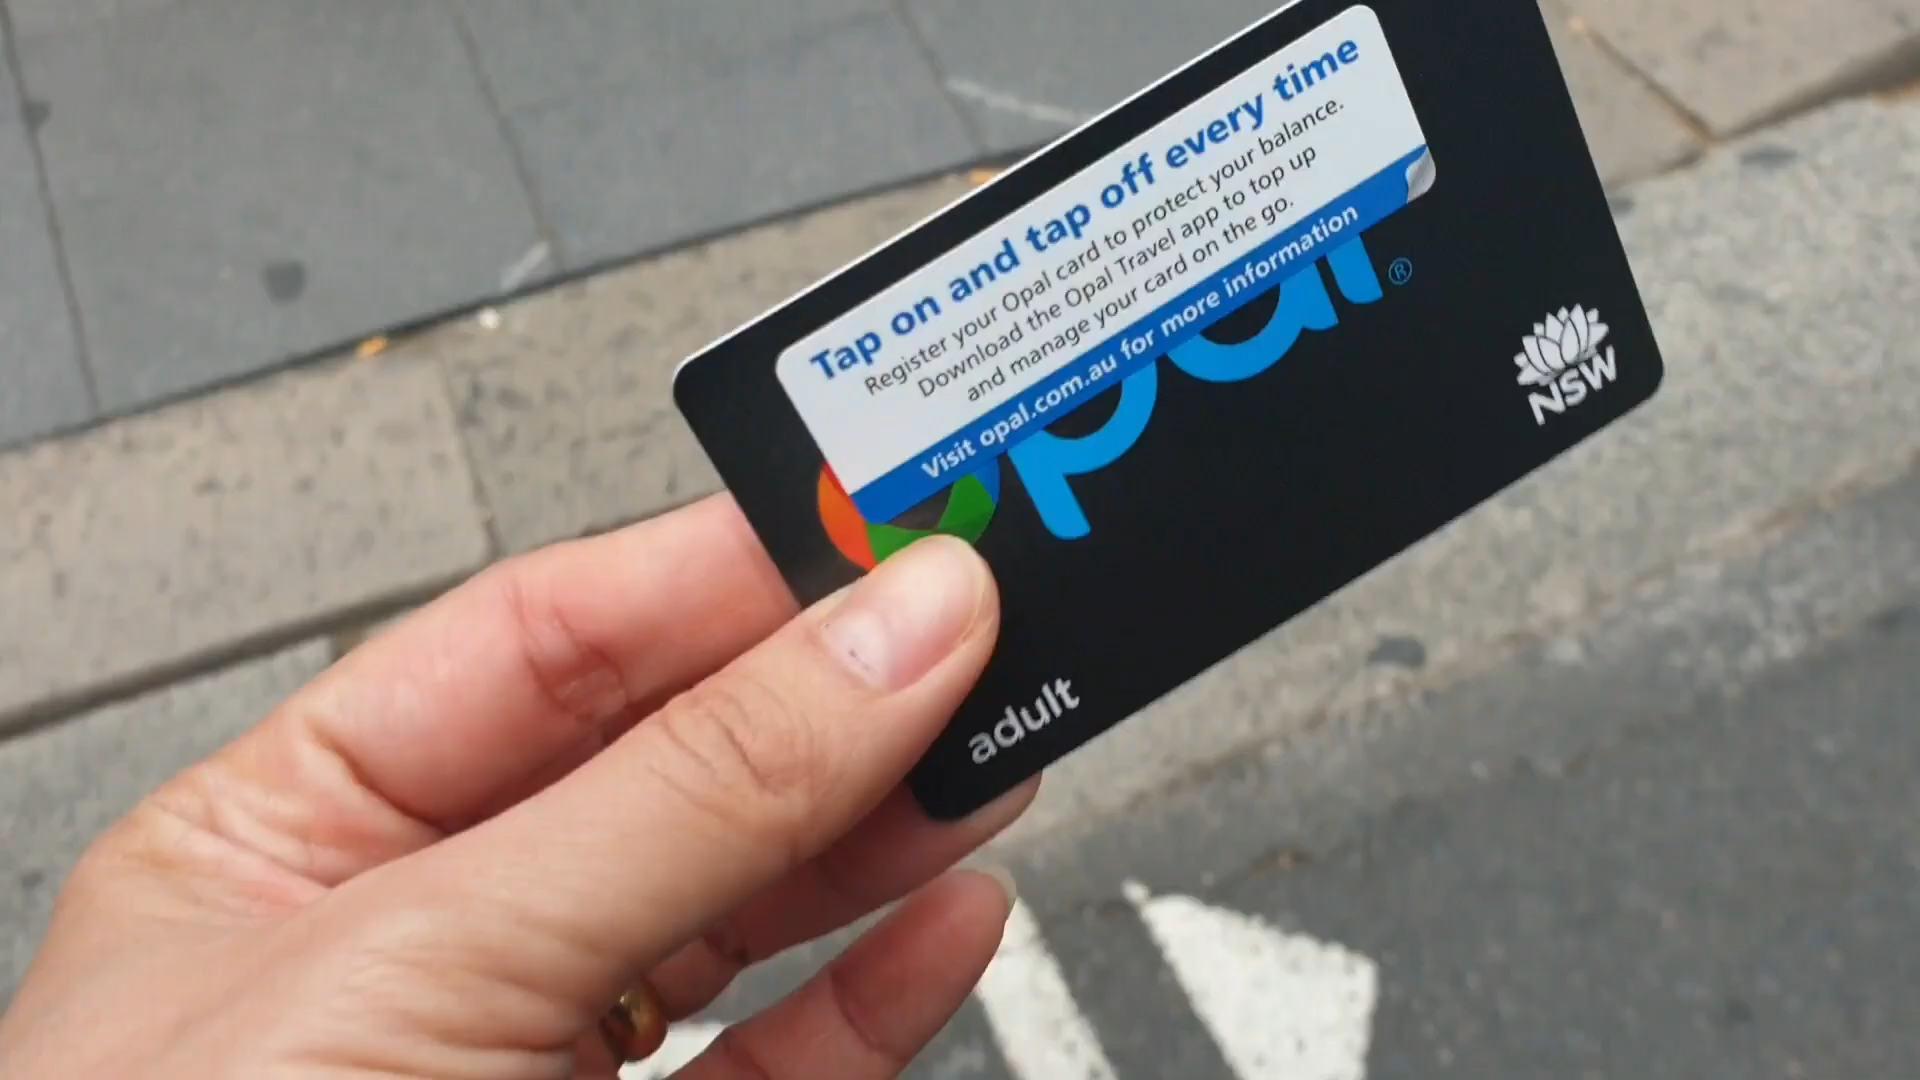 Tap on and tap off every time
Register your Opal card to protect your balance.
Download the Opal Travel app to top up
and manage your card on the go.
Visit opal.com.au for more information
opal®
NSW
adult